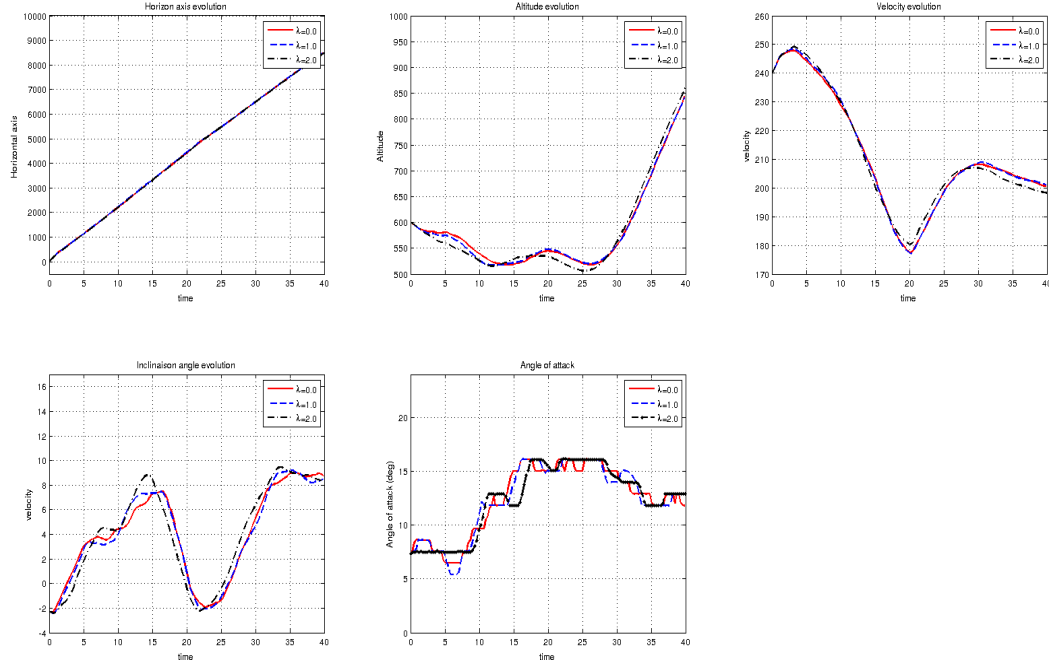 Horizon axis evolution
10000
9000
8000
7000
6000
5000
4000
3000
2000
1000
0
Horizontal axis
λ=0.0
λ=1.0
λ=2.0
0 5 10 15 20 25 30 35 40
time
Altitude evolution
1000
950
900
850
800
750
700
650
600
550
500
Altitude
λ=0.0
λ=1.0
λ=2.0
0 5 10 15 20 25 30 35 40
time
Velocity evolution
260
250
240
230
220
210
200
190
180
170
velocity
λ=0.0
λ=1.0
λ=2.0
0 5 10 15 20 25 30 35 40
time
Inclinaison angle evolution
16
14
12
10
8
6
4
2
0
-2
-4
velocity
λ=0.0
λ=1.0
λ=2.0
0 5 10 15 20 25 30 35 40
time
Angle of attack
20
15
10
5
0
Angle of attack (deg)
λ=0.0
λ=1.0
λ=2.0
0 5 10 15 20 25 30 35 40
time